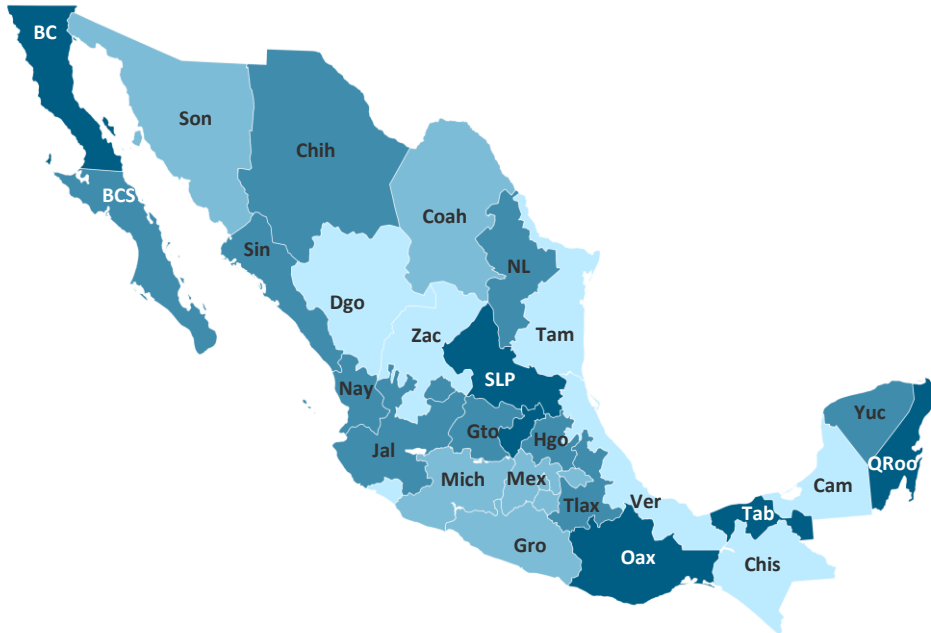 BC
Son
Chih
BCS
Coah
Sin
NL
Dgo
Zac
Tam
SLP
Nay
Yuc
Gto
Hgo
Jal
QRoo
Mich
Mex
Cam
Ver
Tlax
Tab
Gro
Oax
Chis